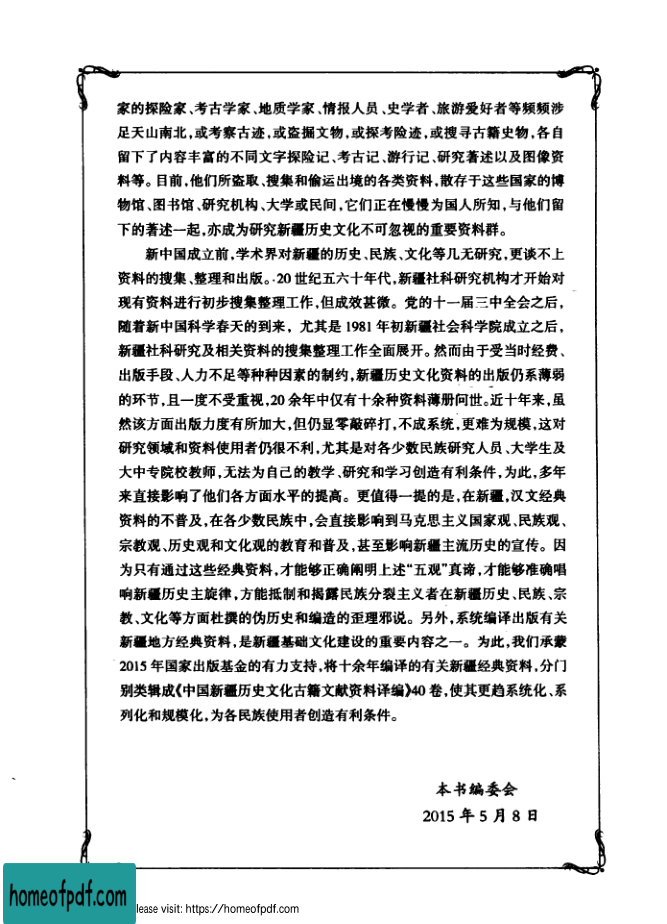 家的探险家、考古学家、地质学家、情报人员、史学者、旅游爱好者等频频涉
足天山南北,或考察古迹,或盗掘文物,或探考险迹,或搜寻古籍史物,各自
留下了内容丰富的不同文字探险记、考古记、游行记、研究著述以及图像资
料等。目前,他们所盗取、搜集和偷运出境的各类资料,散存于这些国家的博
物馆、图书馆、研究机构、大学或民间,它们正在慢慢为国人所知,与他们留
下的著述一起,亦成为研究新疆历史文化不可忽视的重要资料群。
新中国成立前,学术界对新疆的历史、民族、文化等几无研究,更谈不上
资料的搜集、整理和出版。20 世纪五六十年代,新疆社科研究机构才开始对
现有资料进行初步搜集整理工作,但成效甚微。党的十一届三中全会之后,
随着新中国科学春天的到来, 尤其是 1981 年初新疆社会科学院成立之后,
新疆社科研究及相关资料的搜集整理工作全面展开。然而由于受当时经费、
出版手段、人力不足等种种因素的制约,新疆历史文化资料的出版仍系薄弱
的环节,且一度不受重视,20 余年中仅有十余种资料薄册问世。近十年来,虽
然该方面出版力度有所加大,但仍显零敲碎打,不成系统,更难为规模,这对
研究领域和资料使用者仍很不利,尤其是对各少数民族研究人员、大学生及
大中专院校教师,无法为自己的教学、研究和学习创造有利条件,为此,多年
来直接影响了他们各方面水平的提高。更值得一提的是,在新疆,汉文经典
资料的不普及,在各少数民族中,会直接影响到马克思主义国家观、民族观、
宗教观、历史观和文化观的教育和普及,甚至影响新疆主流历史的宣传。因
为只有通过这些经典资料,才能够正确阐明上述“五观”真谛,才能够准确唱
响新疆历史主旋律,方能抵制和揭露民族分裂主义者在新疆历史、民族、宗
教、文化等方面杜撰的伪历史和编造的歪理邪说。另外,系统编译出版有关
新疆地方经典资料,是新疆基础文化建设的重要内容之一。为此,我们承蒙
2015 年国家出版基金的有力支持,将十余年编译的有关新疆经典资料,分门
别类辑成《中国新疆历史文化古籍文献资料译编》40 卷,使其更趋系统化、系
列化和规模化,为各民族使用者创造有利条件。
本书编委会
2015 年 5 月 8 日
homeofpdf.com
lease visit: https://homeofpdf.com